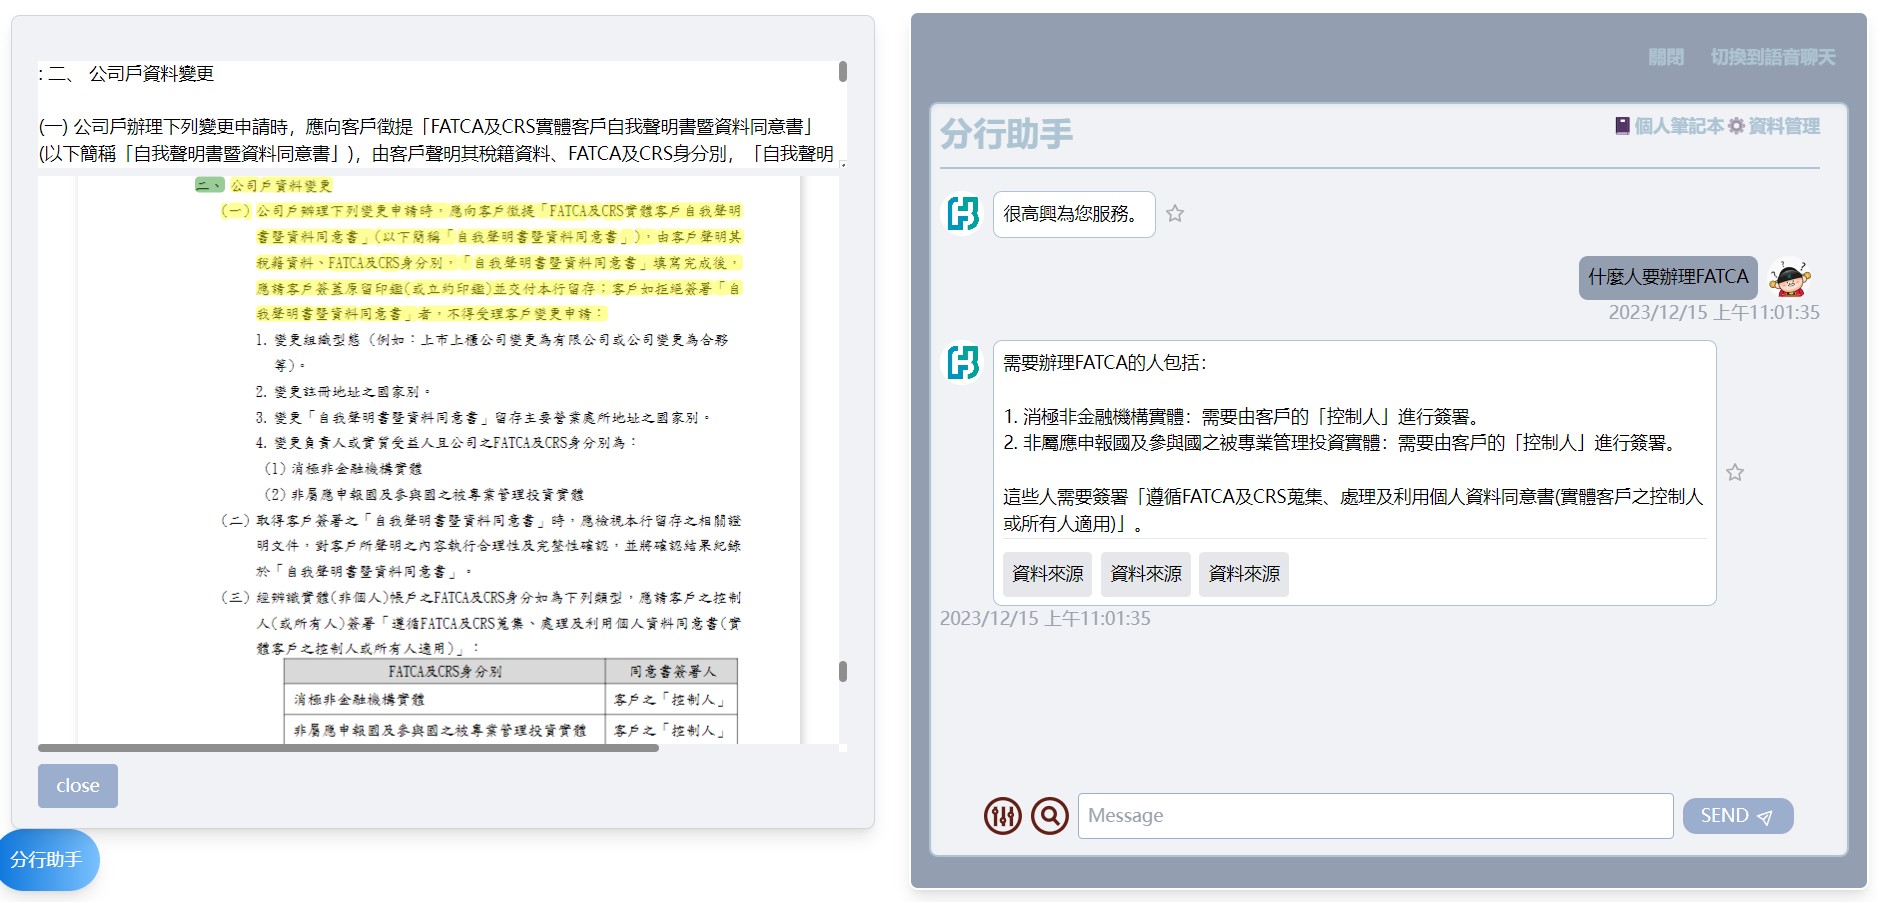 : 二、 公司戶資料變更
(一) 公司戶辦理下列變更申請時，應向客戶徵提「FATCA及CRS實體客戶自我聲明書暨資料同意書」
(以下簡稱「自我聲明書暨資料同意書」)，由客戶聲明其稅籍資料、FATCA及CRS身分別，「自我聲明
二、 公司戶資料變更
(一) 公司戶辦理下列變更申請時，應向客戶徵提「FATCA及CRS實體客戶自我聲明
書暨資料同意書」(以下簡稱「自我聲明書暨資料同意書」)，由客戶聲明其
稅籍資料、FATCA及CRS身分別，「自我聲明書暨資料同意書」填寫完成後，
應請客戶簽蓋原留印鑑(或立約印鑑)並交付本行留存；客戶如拒絕簽署「自
我聲明書暨資料同意書」者，不得受理客戶變更申請：
1. 變更組織型態（例如：上市上櫃公司變更為有限公司或公司變更為合夥
等）。
2. 變更註冊地址之國家別。
3. 變更「自我聲明書暨資料同意書」留存主要營業處所地址之國家別。
4. 變更負責人或實質受益人且公司之FATCA及CRS身分別為：
(1) 消極非金融機構實體
(2) 非屬應申報國及參與國之被專業管理投資實體
(二) 取得客戶簽署之「自我聲明書暨資料同意書」時，應檢視本行留存之相關證
明文件，對客戶所聲明之內容執行合理性及完整性確認，並將確認結果紀錄
於「自我聲明書暨資料同意書」。
(三) 經辨識實體(非個人)帳戶之FATCA及CRS身分如為下列類型，應請客戶之控制
人(或所有人)簽署「遵循FATCA及CRS蒐集、處理及利用個人資料同意書(實
體客戶之控制人或所有人適用)」：
FATCA及CRS身分別 同意書簽署人
消極非金融機構實體 客戶之「控制人」
非屬應申報國及參與國之被專業管理投資實體 客戶之「控制人」
close
分行助手
關閉 切換到語音聊天
分行助手
個人筆記本 資料管理
很高興為您服務。
什麼人要辦理FATCA
2023/12/15 上午11:01:35
需要辦理FATCA的人包括：
1. 消極非金融機構實體：需要由客戶的「控制人」進行簽署。
2. 非屬應申報國及參與國之被專業管理投資實體：需要由客戶的「控制人」進行簽署。
這些人需要簽署「遵循FATCA及CRS蒐集、處理及利用個人資料同意書(實體客戶之控制人
或所有人適用)」。
資料來源 資料來源 資料來源
2023/12/15 上午11:01:35
Message
SEND